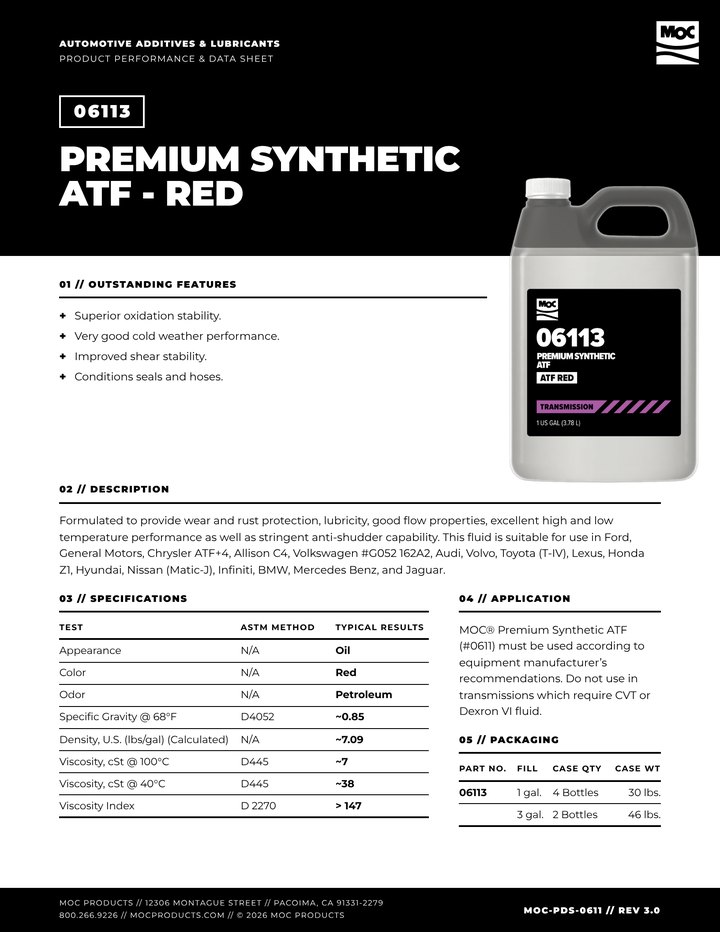 AUTOMOTIVE ADDITIVES & LUBRICANTS
PRODUCT PERFORMANCE & DATA SHEET
MOC
06113
PREMIUM SYNTHETIC
ATF - RED
01 // OUTSTANDING FEATURES
+ Superior oxidation stability.
+ Very good cold weather performance.
+ Improved shear stability.
+ Conditions seals and hoses.
MOC
06113
PREMIUM SYNTHETIC
ATF
ATF RED
TRANSMISSION
1 US GAL (3.78 L)
02 // DESCRIPTION
Formulated to provide wear and rust protection, lubricity, good flow properties, excellent high and low
temperature performance as well as stringent anti-shudder capability. This fluid is suitable for use in Ford,
General Motors, Chrysler ATF+4, Allison C4, Volkswagen #G052 162A2, Audi, Volvo, Toyota (T-IV), Lexus, Honda
Z1, Hyundai, Nissan (Matic-J), Infiniti, BMW, Mercedes Benz, and Jaguar.
03 // SPECIFICATIONS
TEST ASTM METHOD TYPICAL RESULTS
Appearance N/A Oil
Color N/A Red
Odor N/A Petroleum
Specific Gravity @ 68°F D4052 ~0.85
Density, U.S. (lbs/gal) (Calculated) N/A ~7.09
Viscosity, cSt @ 100°C D445 ~7
Viscosity, cSt @ 40°C D445 ~38
Viscosity Index D 2270 > 147
04 // APPLICATION
MOC® Premium Synthetic ATF
(#0611) must be used according to
equipment manufacturer's
recommendations. Do not use in
transmissions which require CVT or
Dexron VI fluid.
05 // PACKAGING
PART NO. FILL CASE QTY CASE WT
06113 1 gal. 4 Bottles 30 lbs.
3 gal. 2 Bottles 46 lbs.
MOC PRODUCTS // 12306 MONTAGUE STREET // PACOIMA, CA 91331-2279
800.266.9226 // MOCPRODUCTS.COM // © 2026 MOC PRODUCTS
MOC-PDS-0611 // REV 3.0